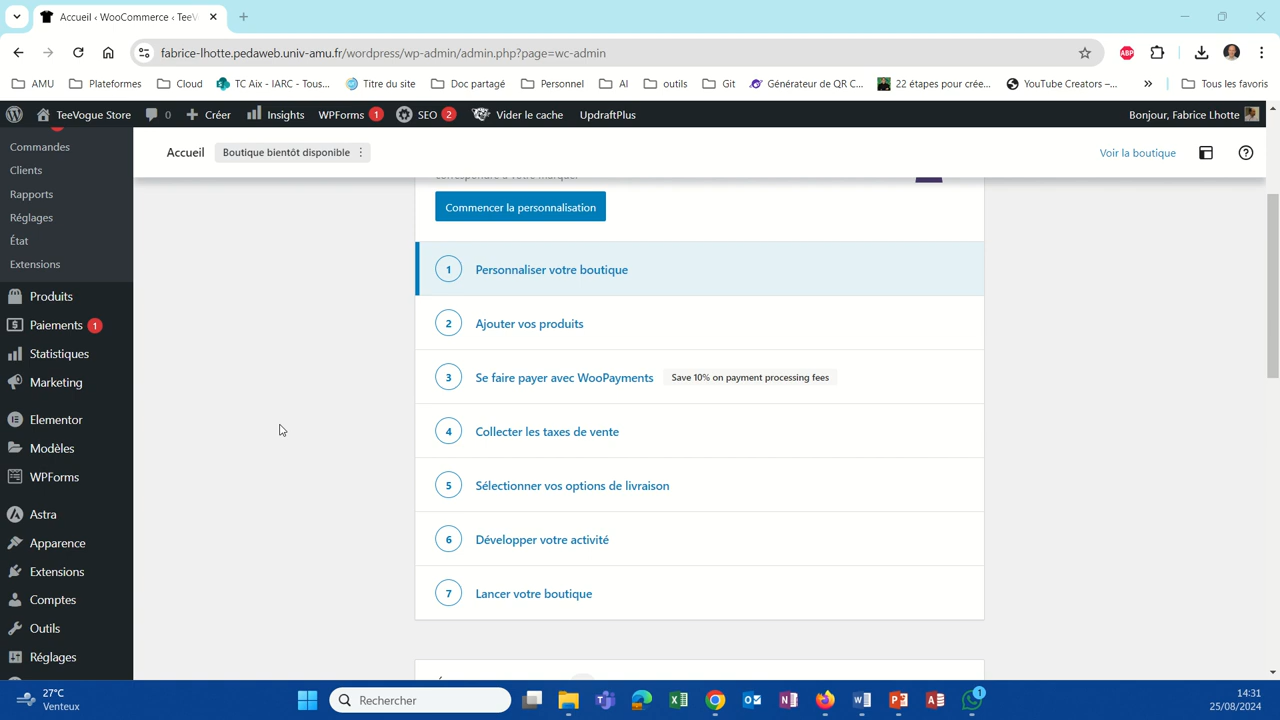 Accueil ‹ WooCommerce ‹ TeeV
fabrice-lhotte.pedaweb.univ-amu.fr/wordpress/wp-admin/admin.php?page=wc-admin
ABP
AMU
Plateformes
Cloud
TC Aix - IARC - Tous...
Titre du site
Doc partagé
Personnel
AI
outils
Git
Générateur de QR C...
22 étapes pour crée...
YouTube Creators –...
»
Tous les favoris
TeeVogue Store
0
Créer
Insights
WPForms 1
SEO 2
Vider le cache
UpdraftPlus
Bonjour, Fabrice Lhotte
Commandes
Clients
Rapports
Réglages
État
Extensions
Produits
Paiements 1
Statistiques
Marketing
Elementor
Modèles
WPForms
Astra
Apparence
Extensions
Comptes
Outils
Réglages
Accueil
Boutique bientôt disponible
Voir la boutique
Commencer la personnalisation
1 Personnaliser votre boutique
2 Ajouter vos produits
3 Se faire payer avec WooPayments Save 10% on payment processing fees
4 Collecter les taxes de vente
5 Sélectionner vos options de livraison
6 Développer votre activité
7 Lancer votre boutique
27°C
Venteux
Rechercher
1
14:31
25/08/2024